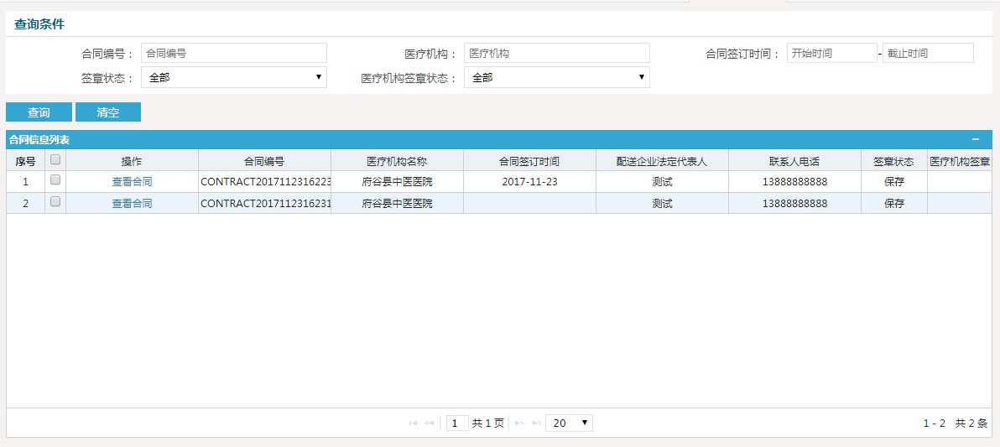 查询条件
合同编号： 合同编号 医疗机构： 医疗机构 合同签订时间： 开始时间 - 截止时间
签章状态： 全部 医疗机构签章状态： 全部
查询 清空
合同信息列表
序号 操作 合同编号 医疗机构名称 合同签订时间 配送企业法定代表人 联系人电话 签章状态 医疗机构签章
1 查看合同 CONTRACT2017112316223 府谷县中医医院 2017-11-23 测试 13888888888 保存
2 查看合同 CONTRACT2017112316231 府谷县中医医院 测试 13888888888 保存
1 共 1 页 20 1 - 2 共 2 条